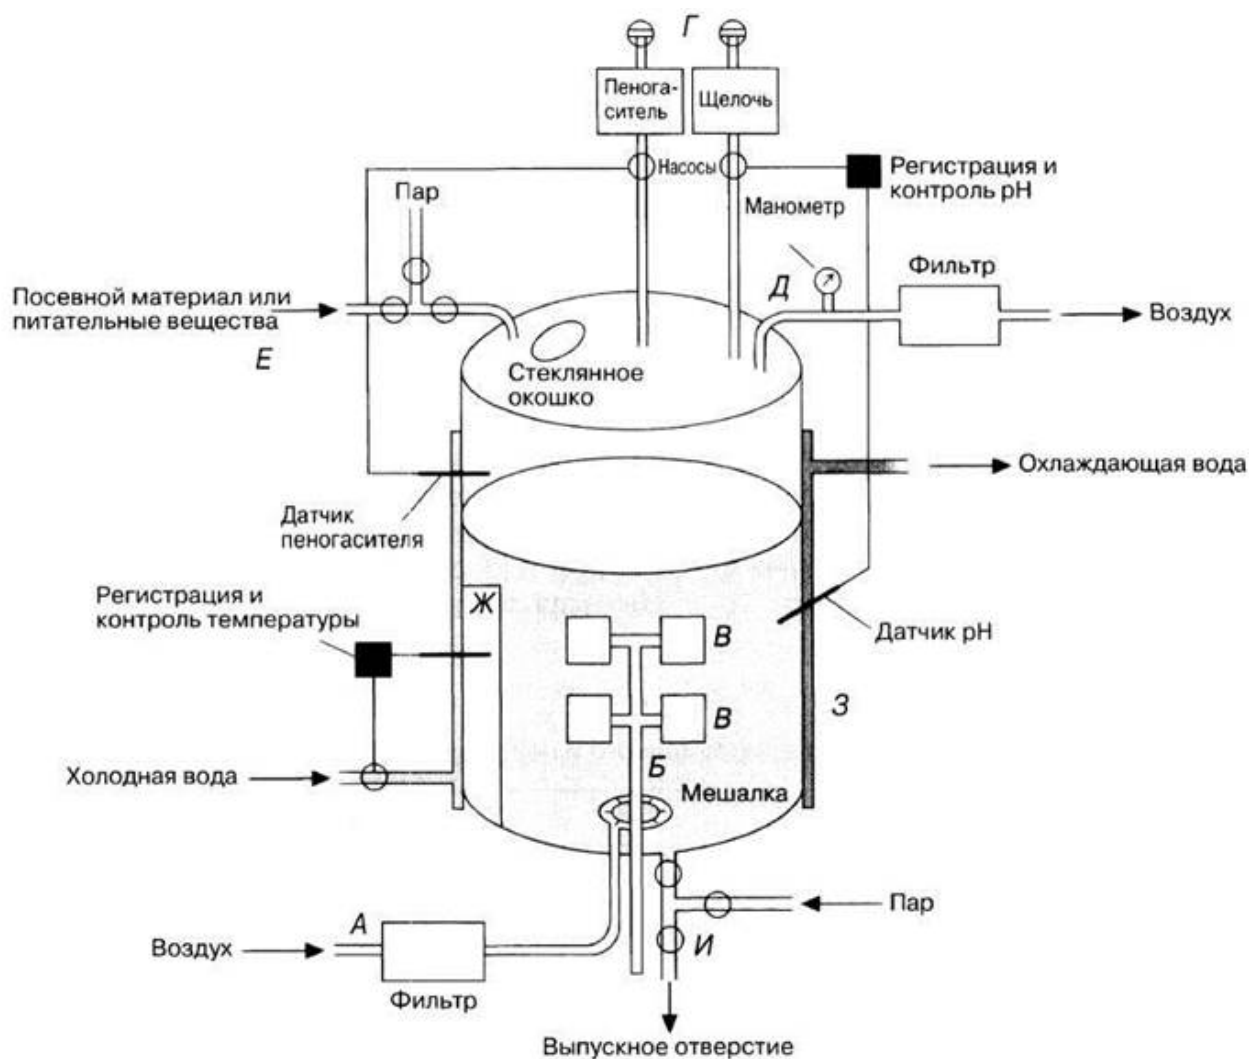 Г
Пенога-
ситель
Щелочь
Насосы
Регистрация и
контроль pH
Пар
Манометр
Фильтр
Д
Посевной материал или
питательные вещества
Воздух
Е
Стеклянное
окошко
Охлаждающая вода
Датчик
пеногасителя
Регистрация и
контроль температуры
Ж
В
Датчик pH
В
З
Б
Холодная вода
Мешалка
Пар
А
Воздух
И
Фильтр
Выпускное отверстие